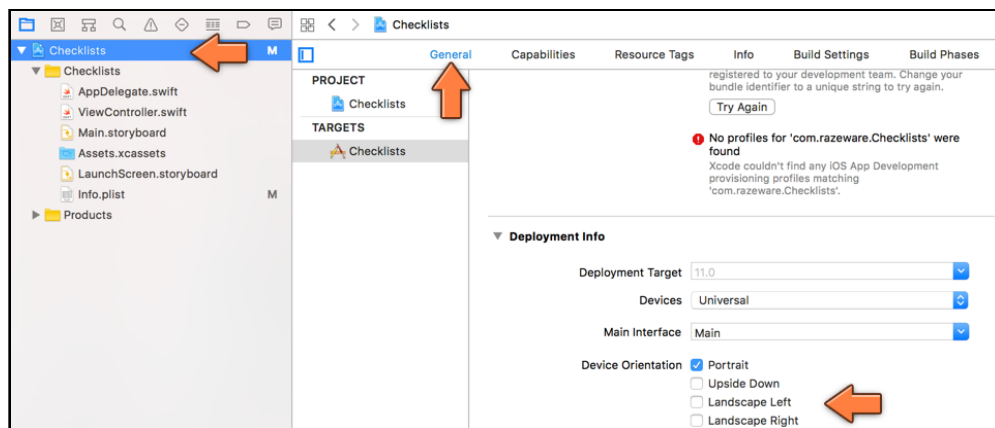 Checklists
Checklists M
General Capabilities Resource Tags Info Build Settings Build Phases
Checklists
AppDelegate.swift
ViewController.swift
Main.storyboard
Assets.xcassets
LaunchScreen.storyboard
Info.plist M
Products
PROJECT
Checklists
TARGETS
Checklists
registered to your development team. Change your
bundle identifier to a unique string to try again.
Try Again
No profiles for 'com.razeware.Checklists' were
found
Xcode couldn't find any iOS App Development
provisioning profiles matching
'com.razeware.Checklists'.
Deployment Info
Deployment Target 11.0
Devices Universal
Main Interface Main
Device Orientation Portrait
Upside Down
Landscape Left
Landscape Right